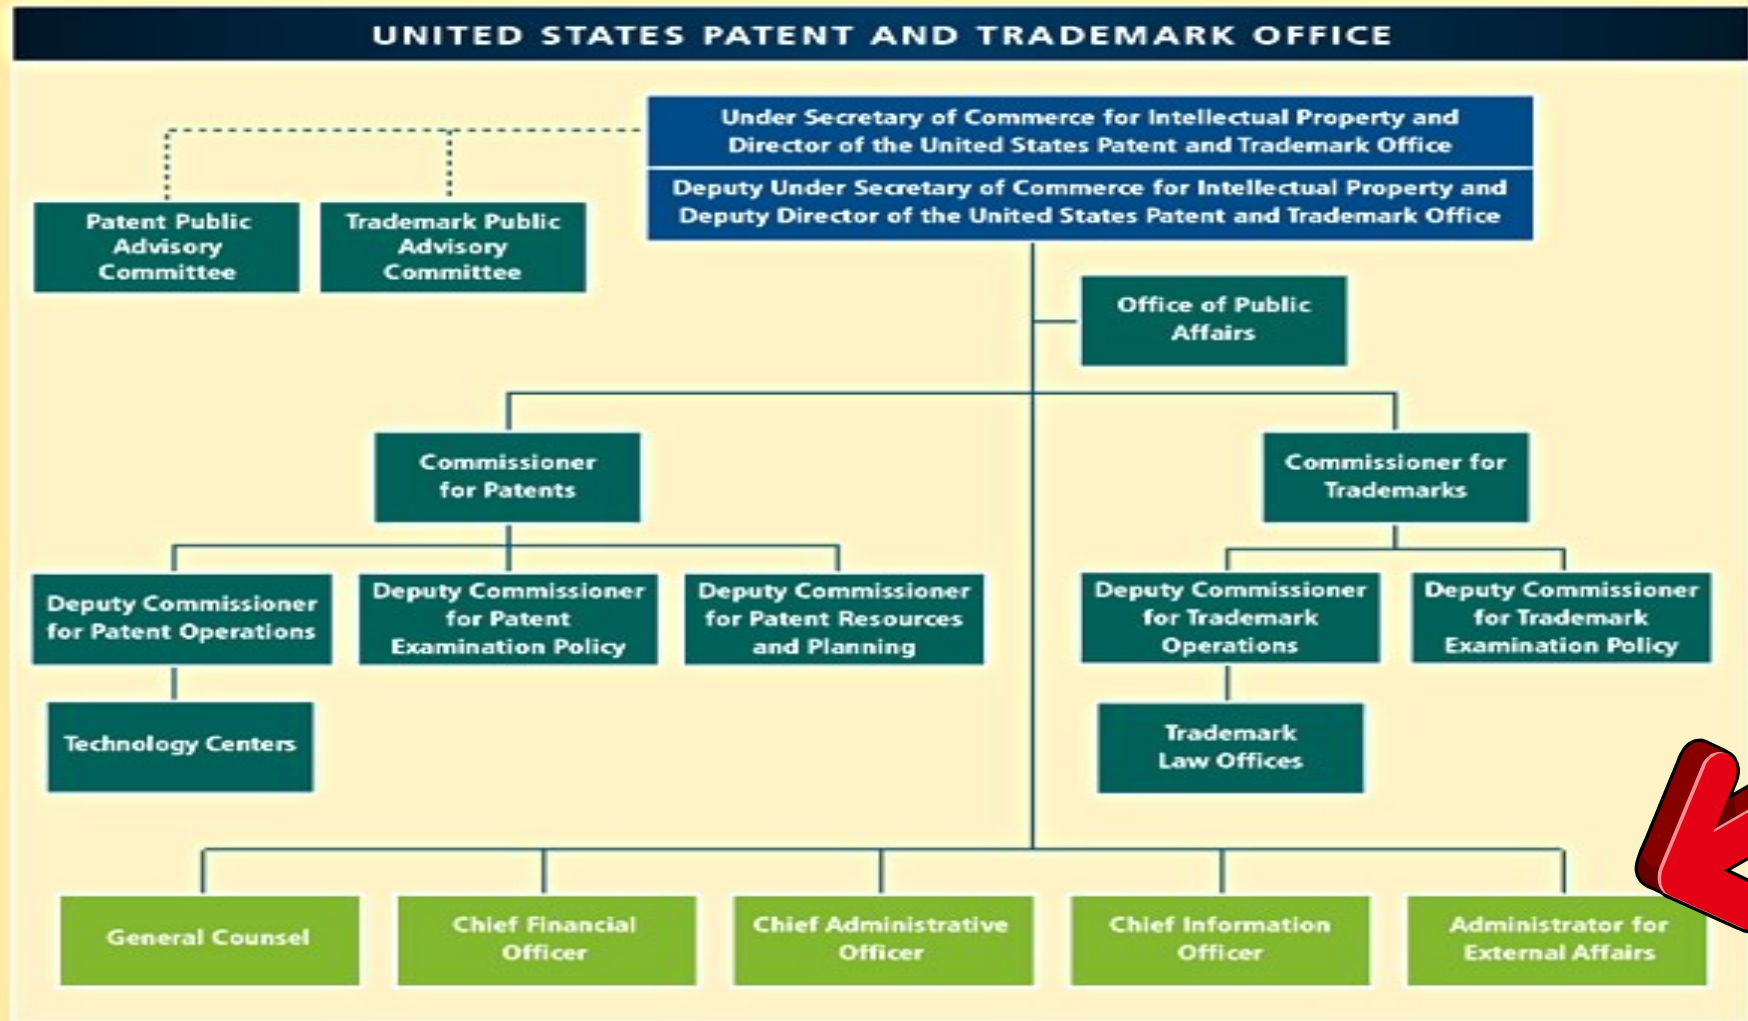 UNITED STATES PATENT AND TRADEMARK OFFICE
Under Secretary of Commerce for Intellectual Property and
Director of the United States Patent and Trademark Office
Deputy Under Secretary of Commerce for Intellectual Property and
Deputy Director of the United States Patent and Trademark Office
Patent Public
Advisory
Committee
Trademark Public
Advisory
Committee
Office of Public
Affairs
Commissioner
for Patents
Commissioner for
Trademarks
Deputy Commissioner
for Patent Operations
Deputy Commissioner
for Patent
Examination Policy
Deputy Commissioner
for Patent Resources
and Planning
Deputy Commissioner
for Trademark
Operations
Deputy Commissioner
for Trademark
Examination Policy
Technology Centers
Trademark
Law Offices
General Counsel
Chief Financial
Officer
Chief Administrative
Officer
Chief Information
Officer
Administrator for
External Affairs